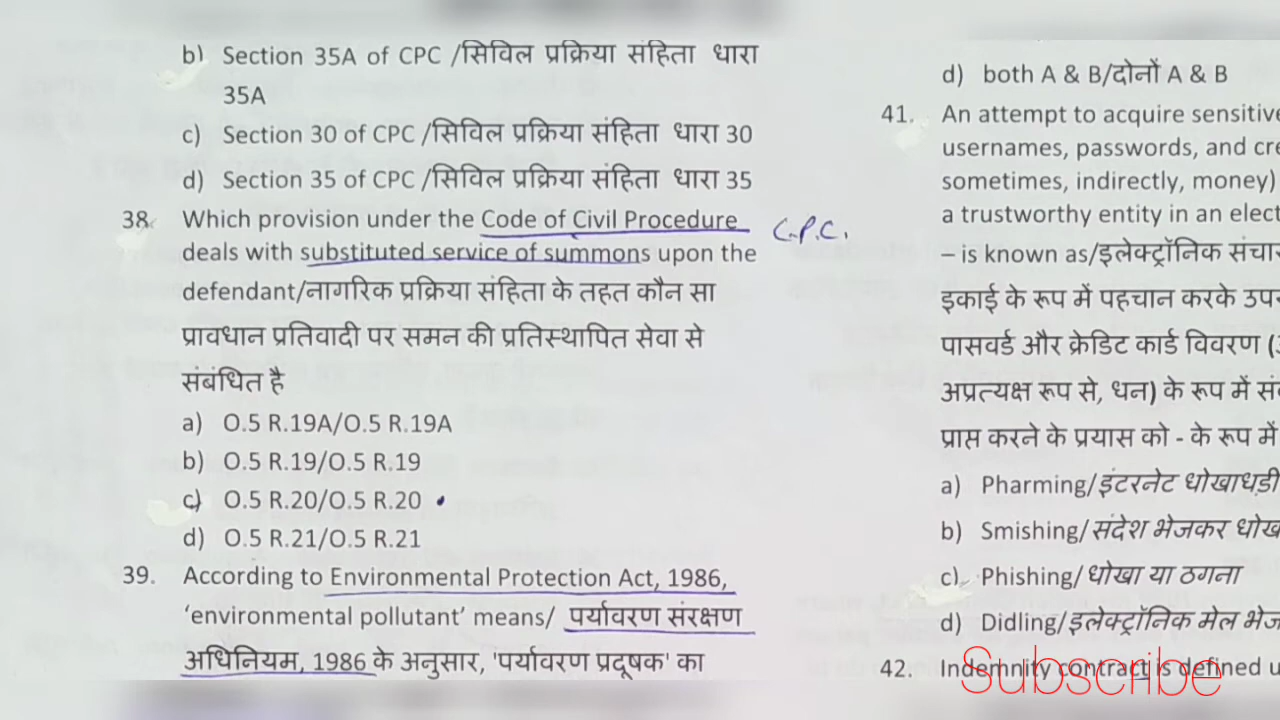 b) Section 35A of CPC /सिविल प्रक्रिया संहिता धारा
35A
c) Section 30 of CPC /सिविल प्रक्रिया संहिता धारा 30
d) Section 35 of CPC /सिविल प्रक्रिया संहिता धारा 35
38. Which provision under the Code of Civil Procedure C.P.C.
deals with substituted service of summons upon the
defendant/नागरिक प्रक्रिया संहिता के तहत कौन सा
प्रावधान प्रतिवादी पर समन की प्रतिस्थापित सेवा से
संबंधित है
a) O.5 R.19A/O.5 R.19A
b) O.5 R.19/O.5 R.19
c) O.5 R.20/O.5 R.20
d) O.5 R.21/O.5 R.21
39. According to Environmental Protection Act, 1986,
‘environmental pollutant’ means/ पर्यावरण संरक्षण
अधिनियम, 1986 के अनुसार, 'पर्यावरण प्रदूषक' का
d) both A & B/दोनों A & B
41. An attempt to acquire sensitive
usernames, passwords, and
sometimes, indirectly, money)
a trustworthy entity in an
– is known as/इलेक्ट्रॉनिक
इकाई के रूप में पहचान करके
पासवर्ड और क्रेडिट कार्ड विवरण
अप्रत्यक्ष रूप से, धन) के रूप में
प्राप्त करने के प्रयास को - के रूप में
a) Pharming/इंटरनेट धोखाधड़ी
b) Smishing/संदेश भेजकर
c) Phishing/धोखा या ठगना
d) Didling/इलेक्ट्रॉनिक मेल
42. Indemnity contract is defined
Subscribe